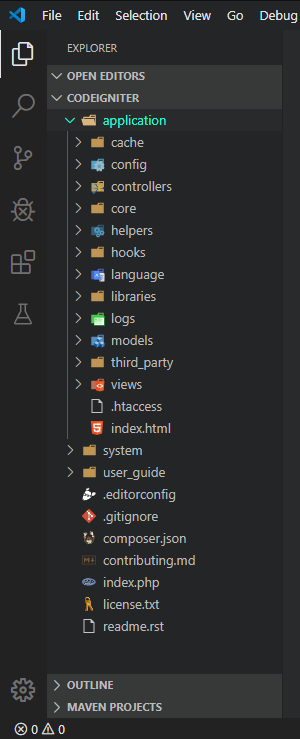 File Edit Selection View Go Debug
EXPLORER
OPEN EDITORS
CODEIGNITER
application
cache
config
controllers
core
helpers
hooks
language
libraries
logs
models
third_party
views
.htaccess
index.html
system
user_guide
.editorconfig
.gitignore
composer.json
contributing.md
index.php
license.txt
readme.rst
OUTLINE
MAVEN PROJECTS
0 0